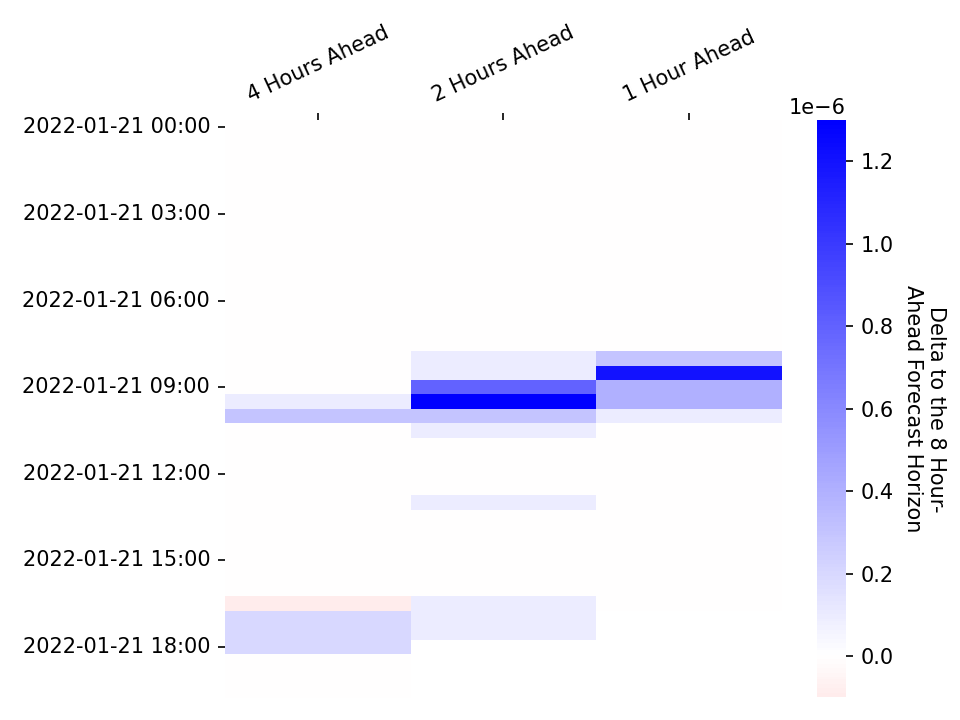 4 Hours Ahead
2 Hours Ahead
1 Hour Ahead
1e−6
2022-01-21 00:00
2022-01-21 03:00
2022-01-21 06:00
2022-01-21 09:00
2022-01-21 12:00
2022-01-21 15:00
2022-01-21 18:00
1.2
1.0
0.8
0.6
0.4
0.2
0.0
Delta to the 8 Hour-
Ahead Forecast Horizon